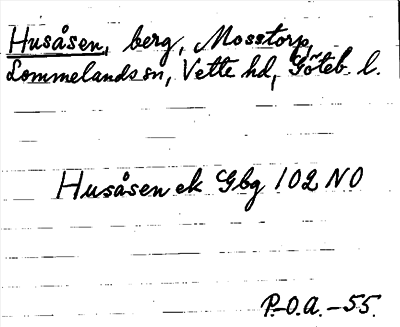 Husåsen, berg, Mosstorp,
Lommelands sn, Vette hd, Göteb. l.
Husåsen ek Gbg 102 NO
P.-O.A.-55.